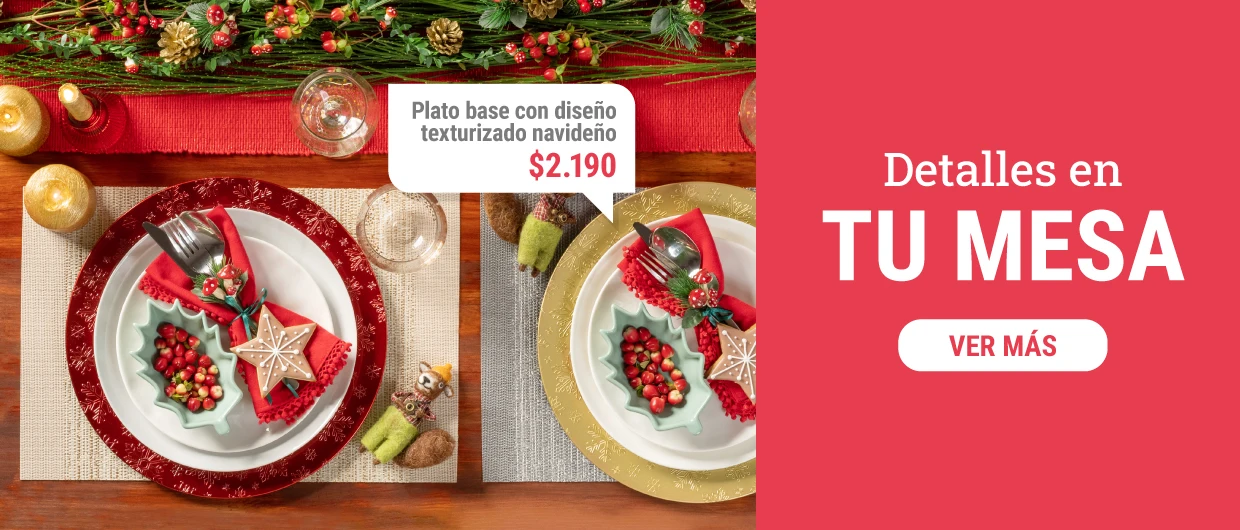 Plato base con diseño
texturizado navideño
$2.190
Detalles en
TU MESA
VER MÁS